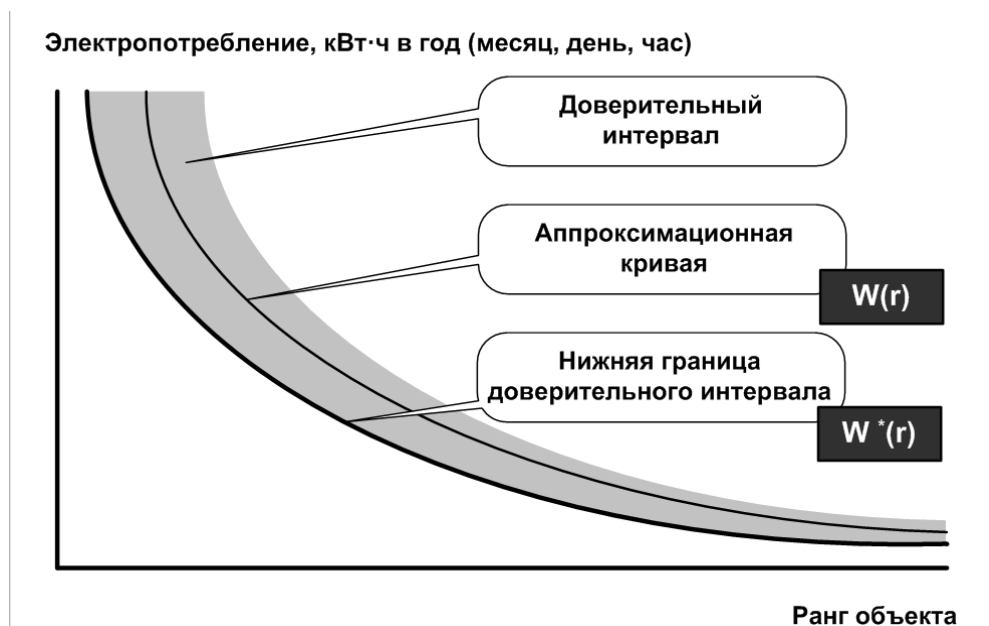 Электропотребление, кВт·ч в год (месяц, день, час)
Доверительный
интервал
Аппроксимационная
кривая
W(r)
Нижняя граница
доверительного интервала
W *(r)
Ранг объекта